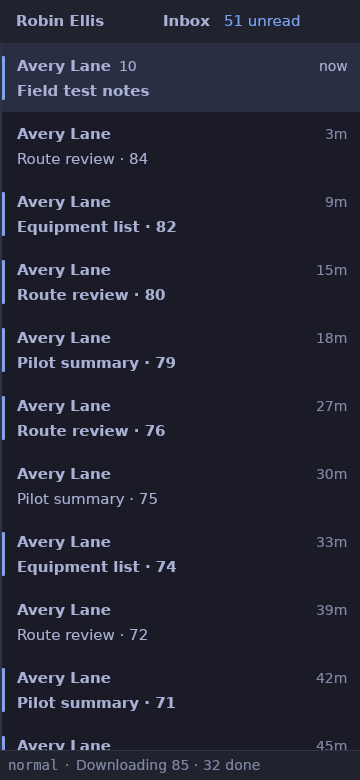 Robin Ellis Inbox 51 unread
Avery Lane 10 now
Field test notes
Avery Lane 3m
Route review · 84
Avery Lane 9m
Equipment list · 82
Avery Lane 15m
Route review · 80
Avery Lane 18m
Pilot summary · 79
Avery Lane 27m
Route review · 76
Avery Lane 30m
Pilot summary · 75
Avery Lane 33m
Equipment list · 74
Avery Lane 39m
Route review · 72
Avery Lane 42m
Pilot summary · 71
Avery Lane 45m
normal · Downloading 85 · 32 done